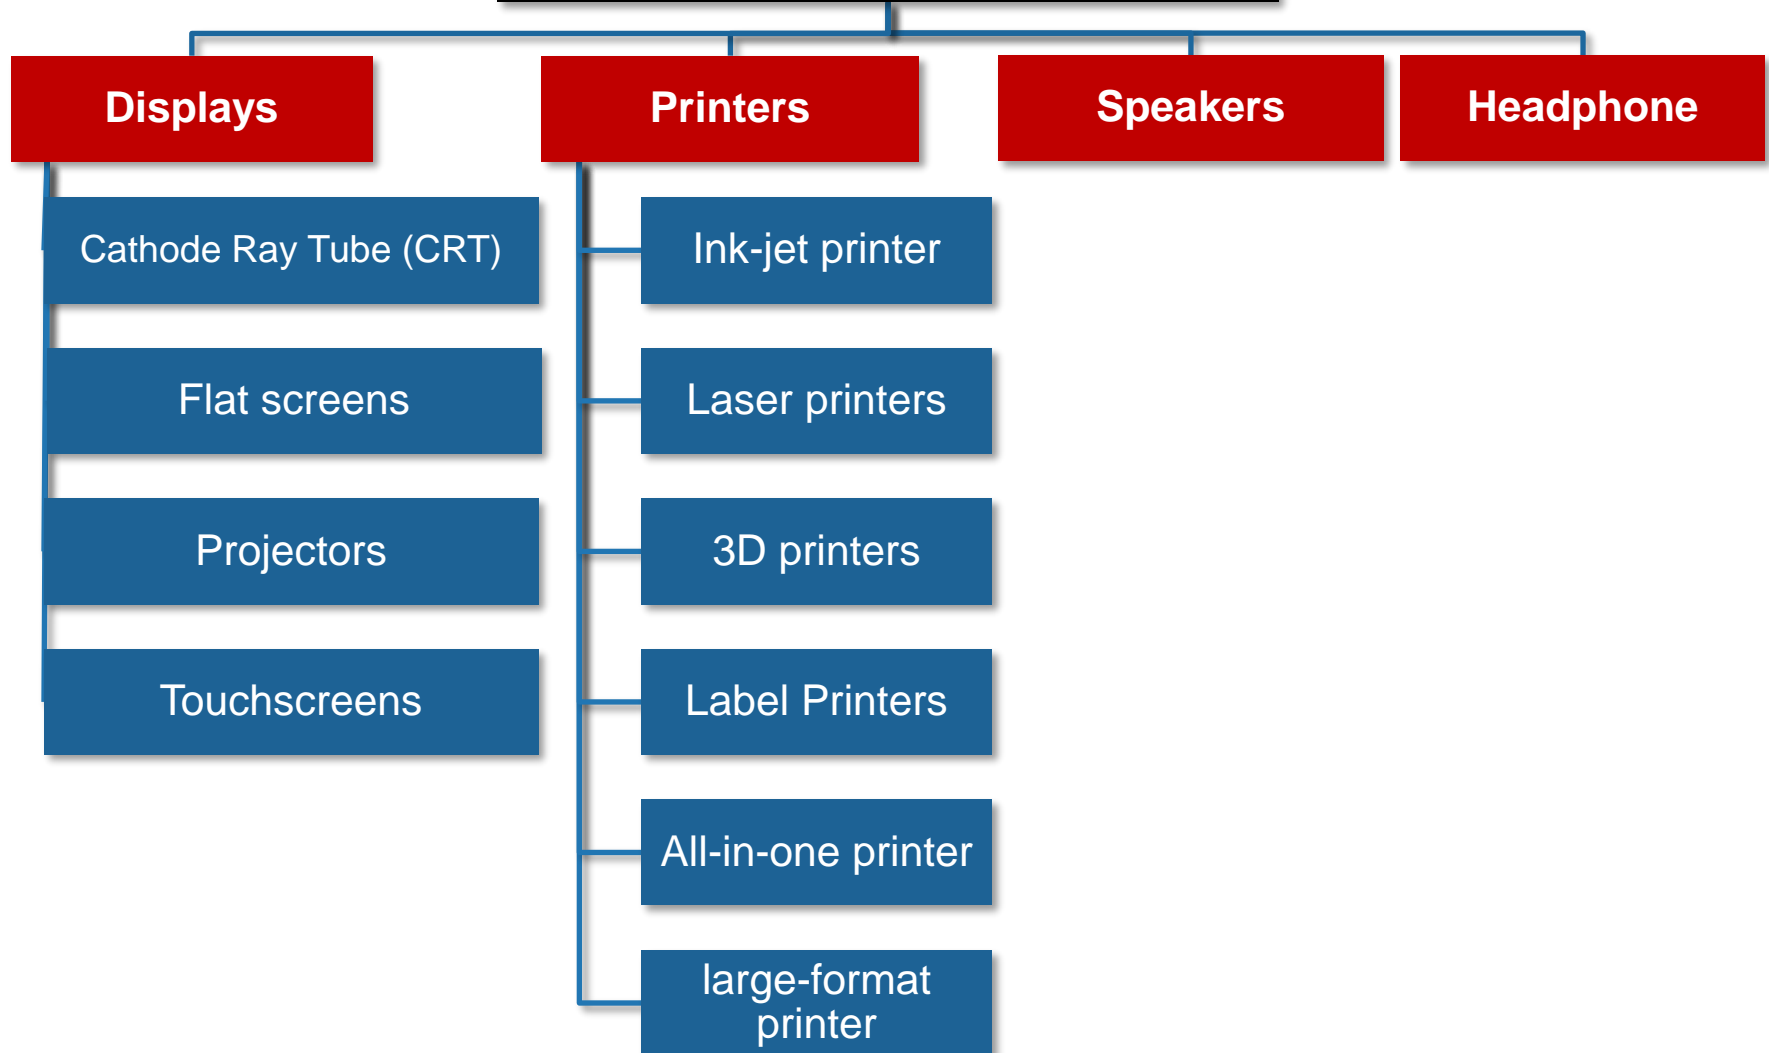 Displays
Printers
Speakers
Headphone
Cathode Ray Tube (CRT)
Flat screens
Projectors
Touchscreens
Ink-jet printer
Laser printers
3D printers
Label Printers
All-in-one printer
large-format
printer